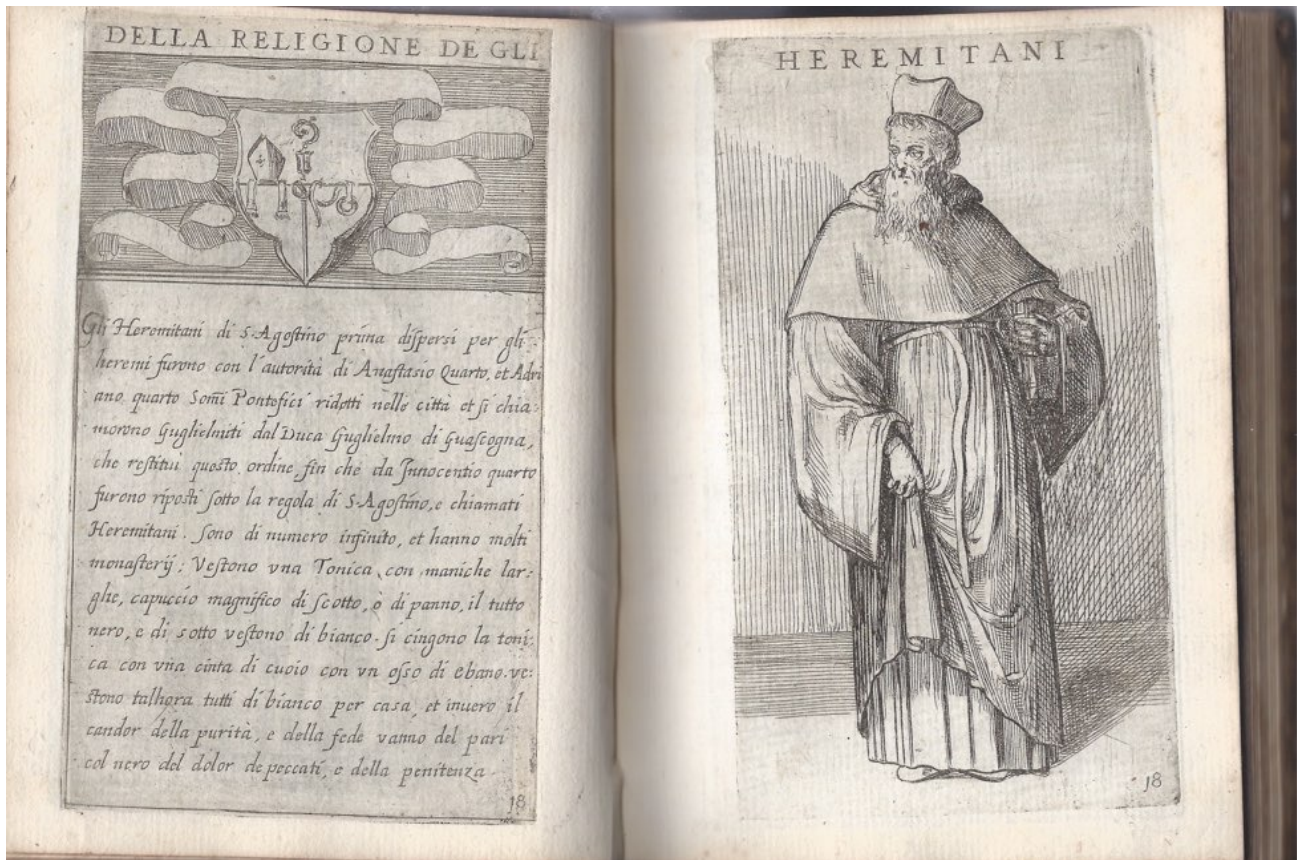 DELLA RELIGIONE DE GLI
Gli Heremitani di S. Agostino prima dispersi per gli
heremi furono con l'autorità di Anastasio Quarto, et Adri
ano quarto Som̅i Pontefici ridotti nelle città et si chia:
morono Guglielmiti dal Duca Guglielmo di Guascogna,
che restitui questo ordine fin che da Innocentio quarto
furono riposti sotto la regola di S. Agostino, e chiamati
Heremitani. Sono di numero infinito, et hanno molti
monasterij; Vestono vna Tonica con maniche lar:
ghe, capuccio magnifico di scotto, ò di panno, il tutto
nero, e di sotto vestono di bianco. si cingono la toni:
ca con vna cinta di cuoio con vn osso di ebano. ve:
stono talhora tutti di bianco per casa, et inuero il
candor della purità, e della fede vanno del pari
col nero del dolor de peccati, e della penitenza.
18
HEREMITANI
18